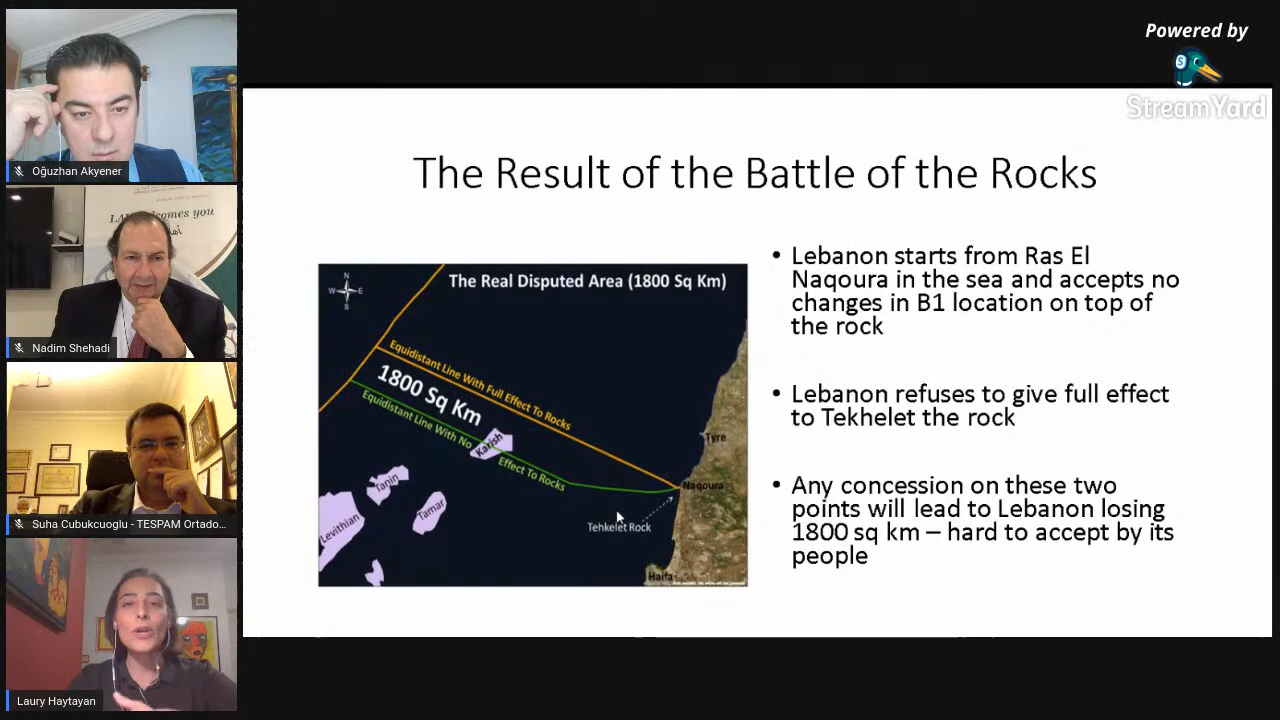 Powered by
StreamYard
Oğuzhan Akyener
comes you
Nadim Shehadi
Suha Cubukcuoglu - TESPAM Ortado...
Laury Haytayan
The Result of the Battle of the Rocks
The Real Disputed Area (1800 Sq Km)
N
W
E
S
Equidistant Line With Full Effect To Rocks
1800 Sq Km
Equidistant Line With No Effect To Rocks
Karish
Tanin
Tamar
Levithian
Tyre
Naqoura
Tehkelet Rock
Haifa
• Lebanon starts from Ras El
Naqoura in the sea and accepts no
changes in B1 location on top of
the rock
• Lebanon refuses to give full effect
to Tekhelet the rock
• Any concession on these two
points will lead to Lebanon losing
1800 sq km – hard to accept by its
people